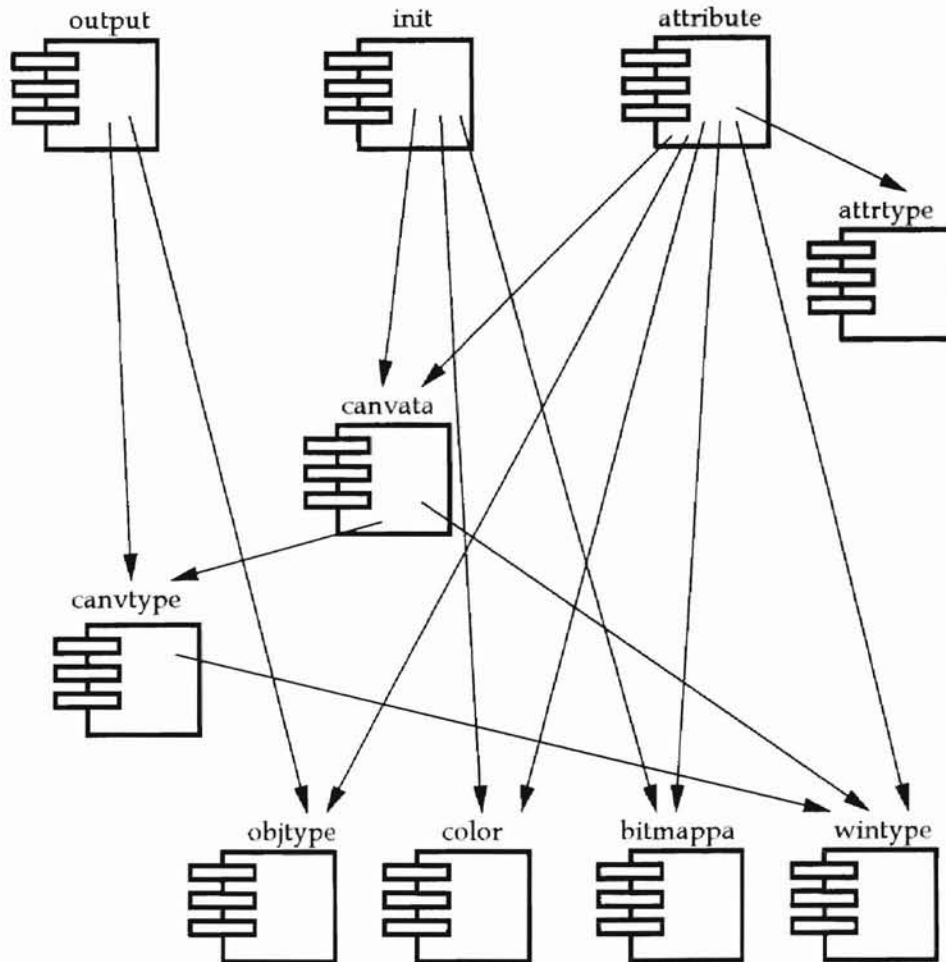 output
init
attribute
attrtype
canvata
canvtype
objtype
color
bitmappa
wintype